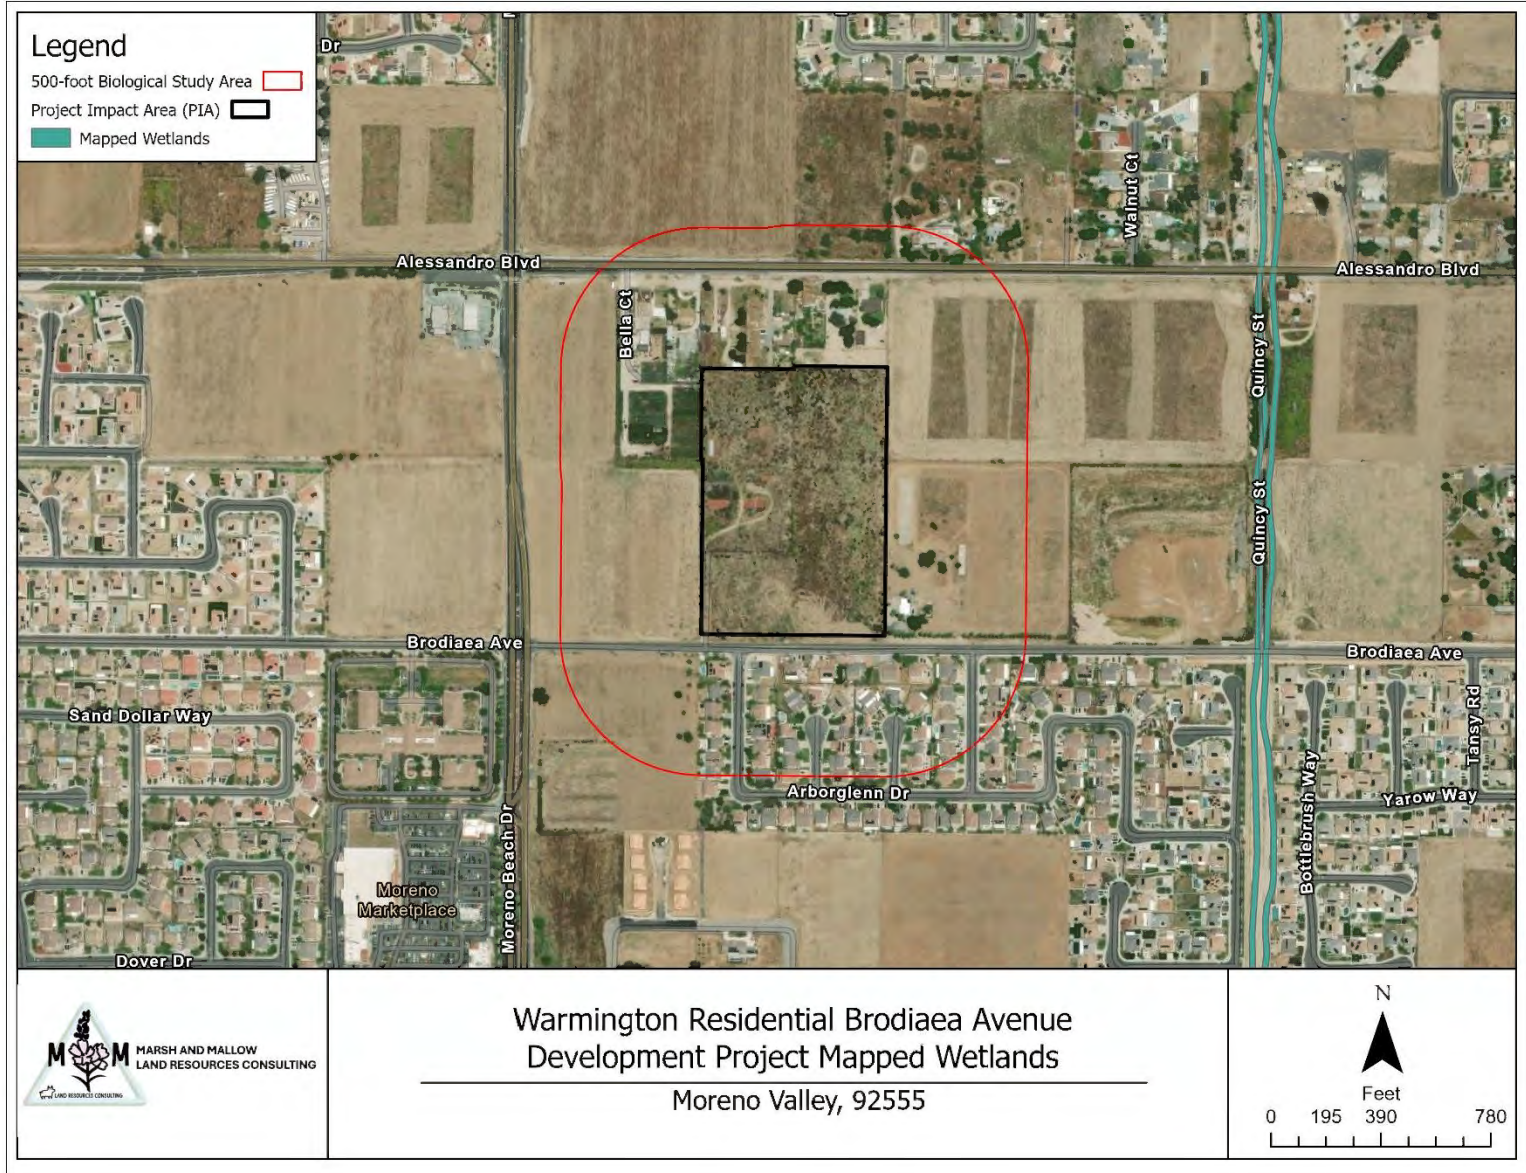 Legend
500-foot Biological Study Area
Project Impact Area (PIA)
Mapped Wetlands
Dr
Walnut Ct
Alessandro Blvd
Alessandro Blvd
Bella Ct
Quincy St
Quincy St
Brodiaea Ave
Brodiaea Ave
Sand Dollar Way
Tansy Rd
Bottlebrush Way
Arborglenn Dr
Yarow Way
Moreno Beach Dr
Moreno
Marketplace
Dover Dr
M M
MARSH AND MALLOW
LAND RESOURCES CONSULTING
LAND RESOURCES CONSULTING
Warmington Residential Brodiaea Avenue
Development Project Mapped Wetlands
Moreno Valley, 92555
N
Feet
0 195 390 780